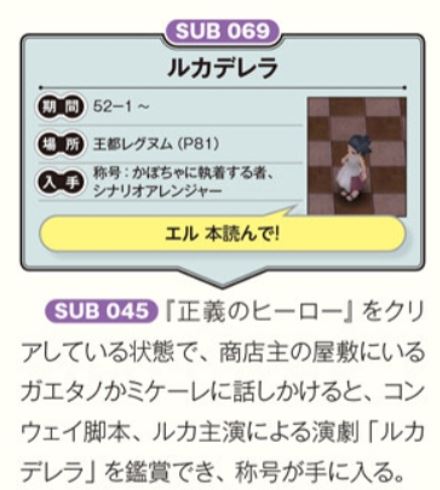 SUB 069
ルカデレラ
期間 52−1〜
場所 王都レグヌム（P81）
入手 称号：かぼちゃに執着する者、
シナリオアレンジャー
エル 本読んで!
SUB 045 『正義のヒーロー』をクリ
アしている状態で、商店主の屋敷にいる
ガエタノかミケーレに話しかけると、コン
ウェイ脚本、ルカ主演による演劇「ルカ
デレラ」を鑑賞でき、称号が手に入る。